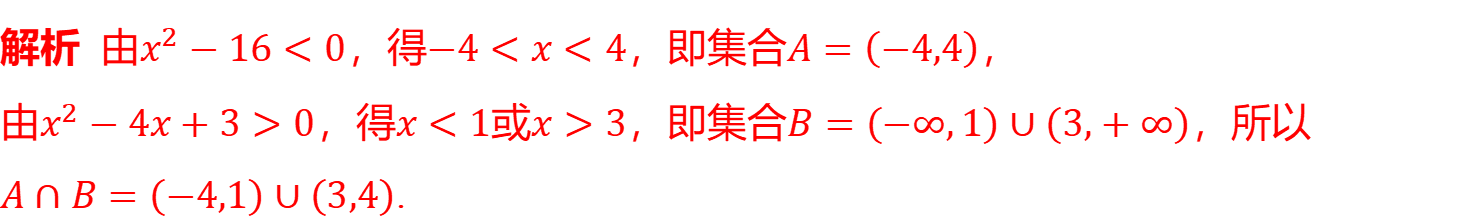 解析 由x² − 16 < 0，得−4 < x < 4，即集合A = (−4,4)，
由x² − 4x + 3 > 0，得x < 1或x > 3，即集合B = (−∞, 1) ∪ (3, + ∞)，所以
A ∩ B = (−4,1) ∪ (3,4).